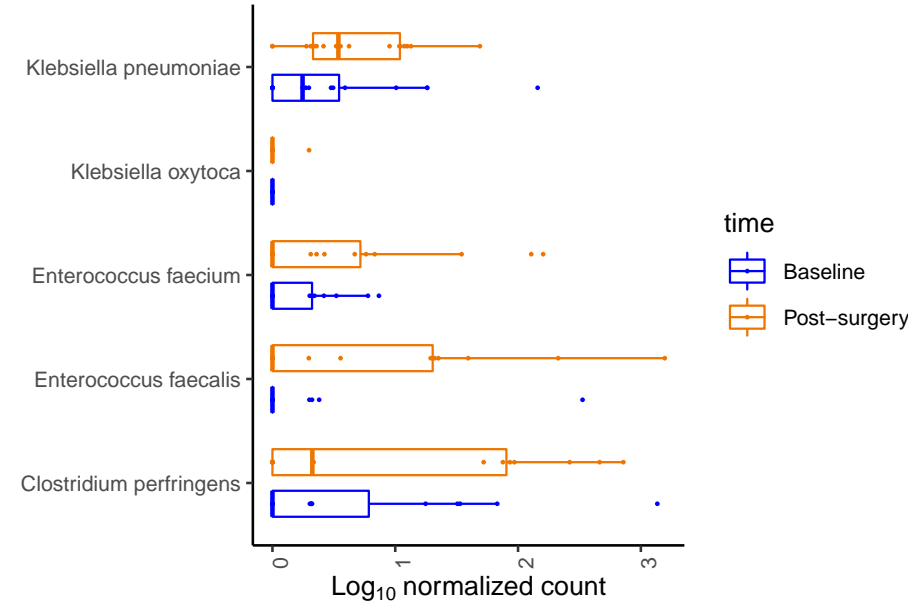 Klebsiella pneumoniae
Klebsiella oxytoca
Enterococcus faecium
Enterococcus faecalis
Clostridium perfringens
0 1 2 3
Log10 normalized count
time
Baseline
Post−surgery